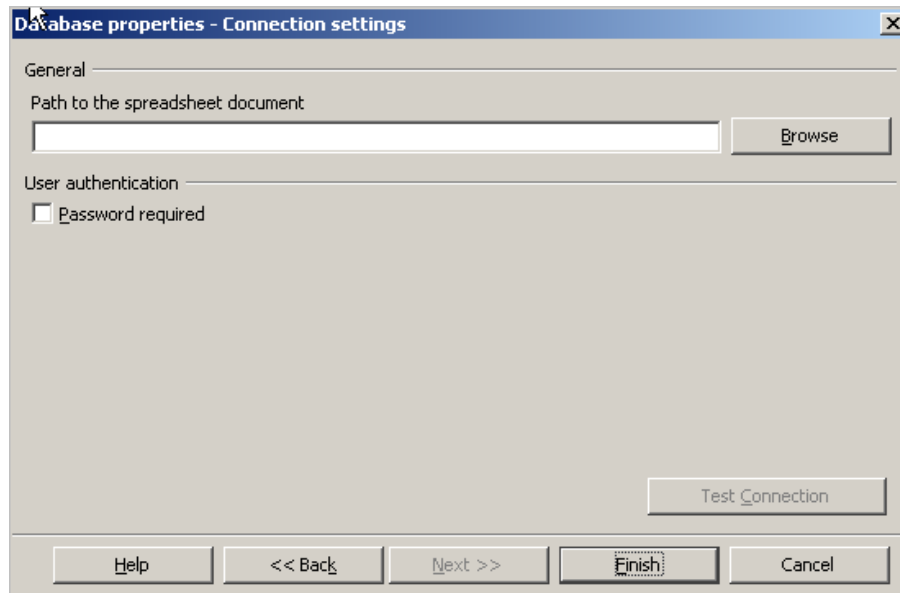 Database properties - Connection settings
General
Path to the spreadsheet document
Browse
User authentication
Password required
Test Connection
Help << Back Next >> Finish Cancel